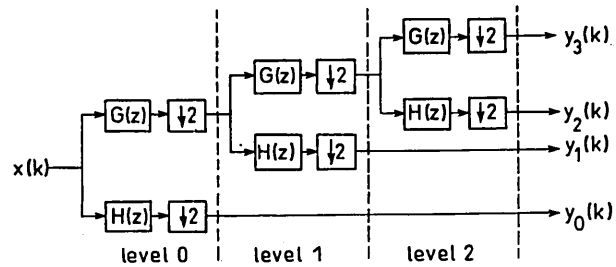 G(z) ↓2 y₃(k)
G(z) ↓2
G(z) ↓2 H(z) ↓2 y₂(k)
H(z) ↓2 y₁(k)
x(k)
H(z) ↓2 y₀(k)
level 0 level 1 level 2